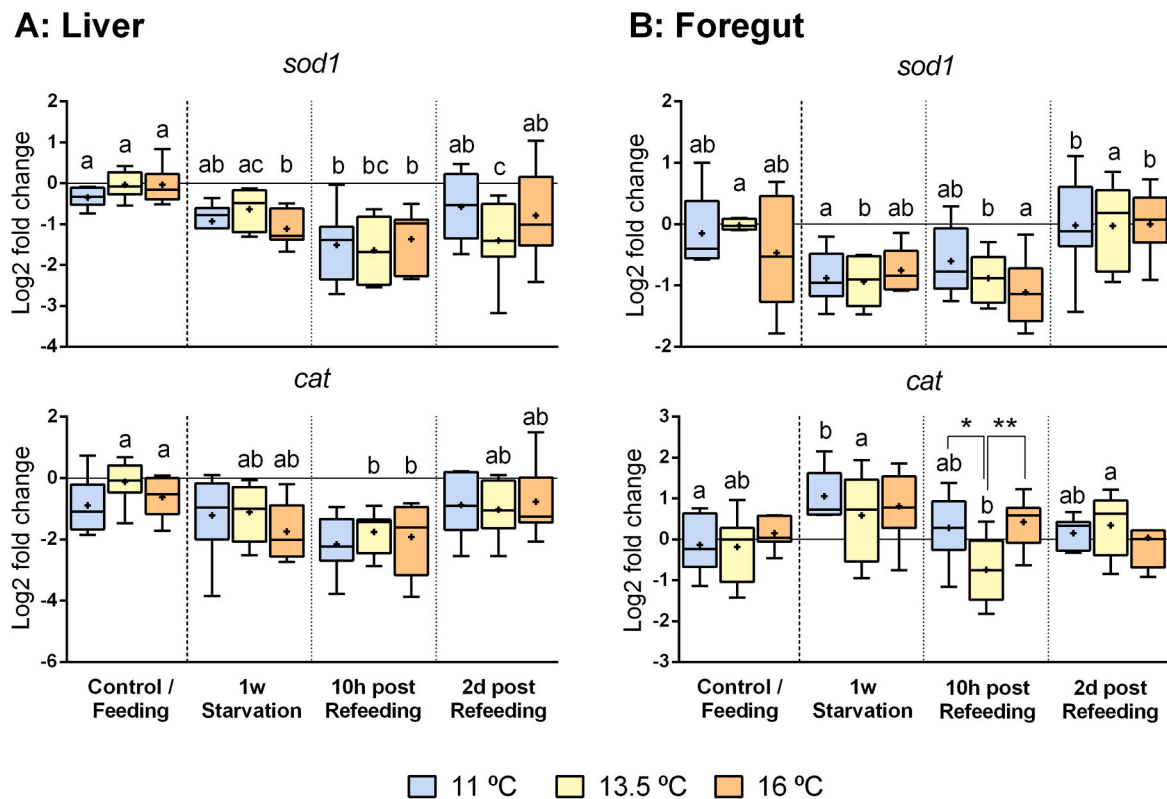 A: Liver
B: Foregut
sod1
Log2 fold change
2
1
0
-1
-2
-3
-4
a a a
ab ac b
b bc b
ab c ab
sod1
Log2 fold change
2
1
0
-1
-2
ab a ab
a b ab
ab b a
b a b
cat
Log2 fold change
2
0
-2
-4
-6
a a
ab ab
b b
ab ab
Control / Feeding
1w Starvation
10h post Refeeding
2d post Refeeding
cat
Log2 fold change
3
2
1
0
-1
-2
-3
a ab
b a
ab b
* **
ab a
Control / Feeding
1w Starvation
10h post Refeeding
2d post Refeeding
11 ºC 13.5 ºC 16 ºC